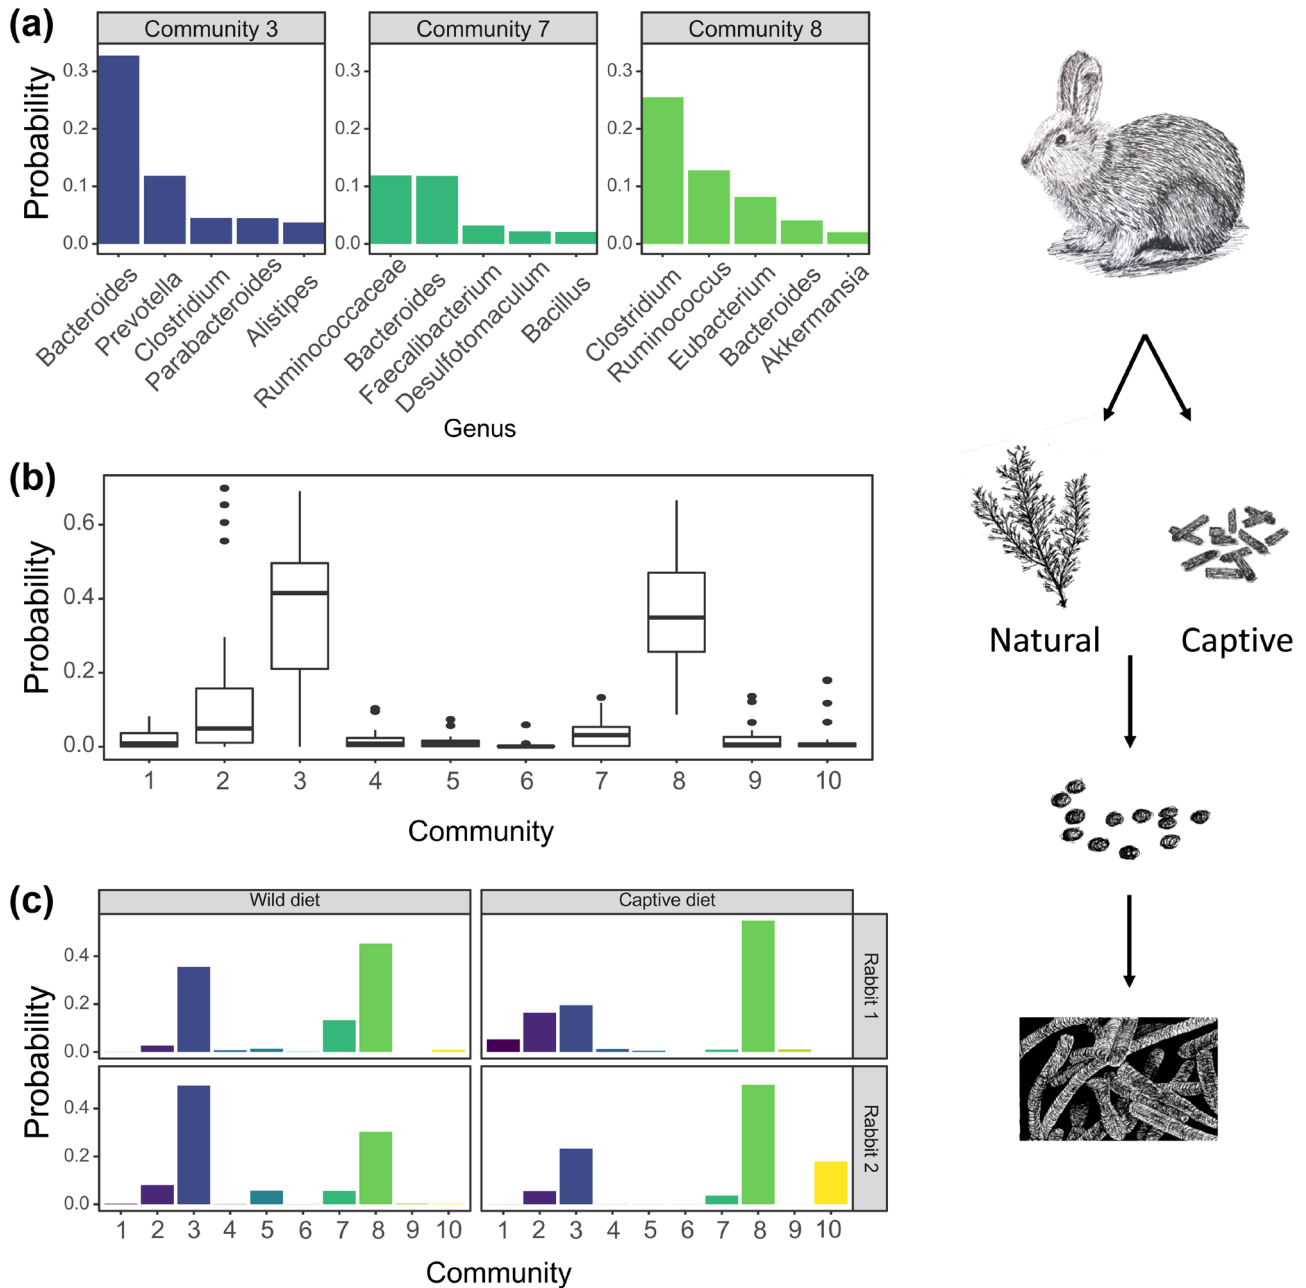 (a)
Community 3
Community 7
Community 8
Probability
0.3
0.2
0.1
0.0
0.3
0.2
0.1
0.0
0.3
0.2
0.1
0.0
Bacteroides
Prevotella
Clostridium
Parabacteroides
Alistipes
Ruminococcaceae
Bacteroides
Faecalibacterium
Desulfotomaculum
Bacillus
Clostridium
Ruminococcus
Eubacterium
Bacteroides
Akkermansia
Genus
(b)
Probability
0.6
0.4
0.2
0.0
1 2 3 4 5 6 7 8 9 10
Community
(c)
Wild diet
Captive diet
Probability
0.4
0.2
0.0
Rabbit 1
Probability
0.4
0.2
0.0
Rabbit 2
1 2 3 4 5 6 7 8 9 10
1 2 3 4 5 6 7 8 9 10
Community
Natural
Captive